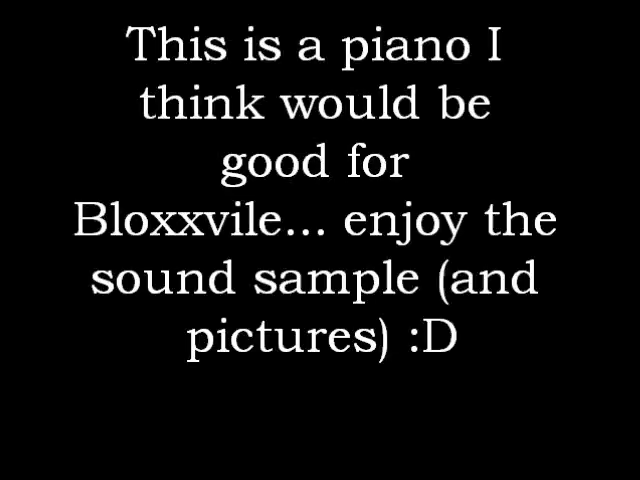 This is a piano I
think would be
good for
Bloxxvile... enjoy the
sound sample (and
pictures) :D